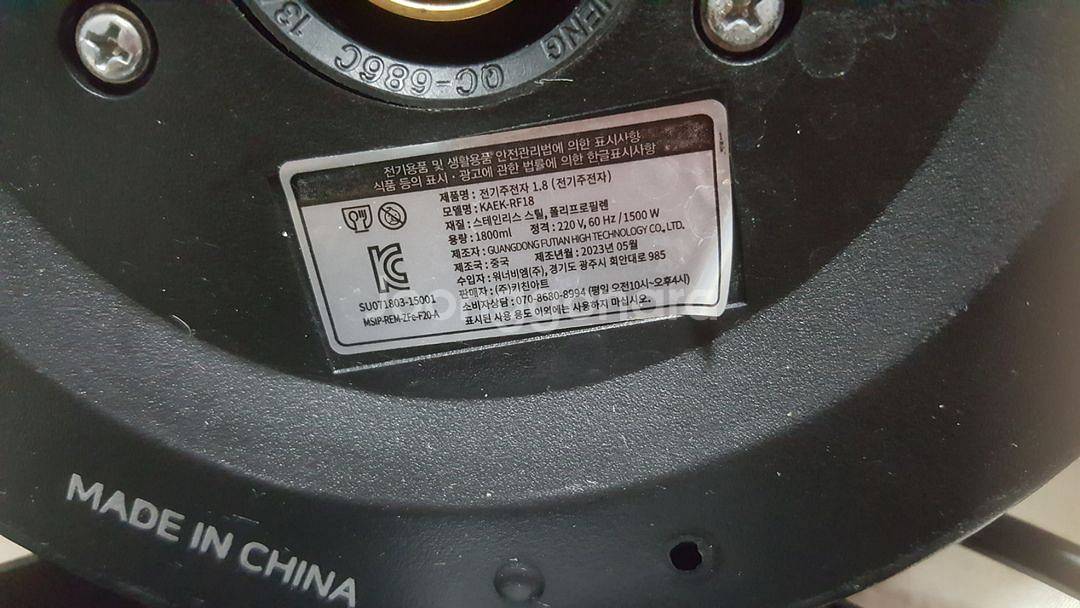 QC-686C 13
전기용품 및 생활용품 안전관리법에 의한 표시사항
식품 등의 표시·광고에 관한 법률에 의한 한글표시사항
제품명 : 전기주전자 1.8 (전기주전자)
모델명 : KAEK-RF18
재질 : 스테인리스 스틸, 폴리프로필렌
용량 : 1800ml 정격 : 220 V, 60 Hz / 1500 W
제조자 : GUANGDONG FUTIAN HIGH TECHNOLOGY CO., LTD.
제조국 : 중국 제조년월 : 2023년 05월
수입자 : 워너비엠(주), 경기도 광주시 회안대로 985
판매자 : (주)키친아트
소비자상담 : 070-8680-8994 (평일 오전10시~오후4시)
표시된 사용 용도 이외에는 사용하지 마십시오.
SU071803-15001
MSIP-REM-ZFe-F20-A
MADE IN CHINA